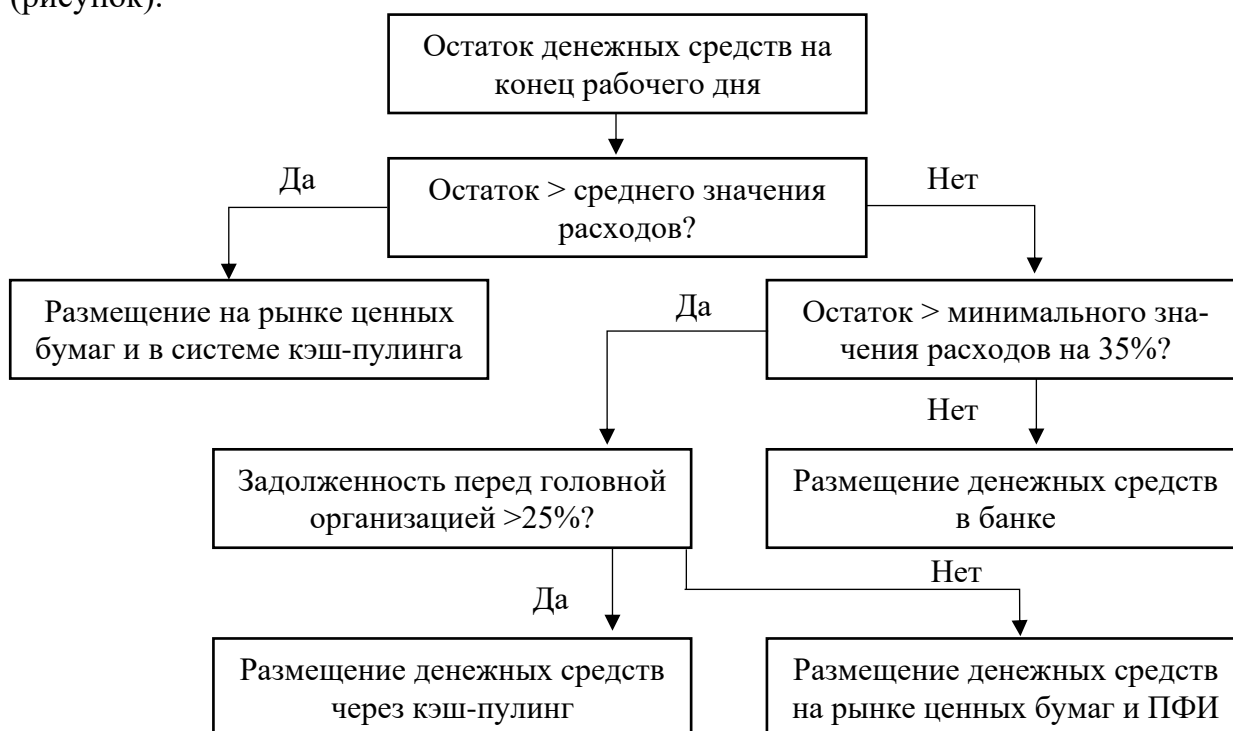 (рисунок).
Остаток денежных средств на
конец рабочего дня
Да
Остаток > среднего значения
расходов?
Нет
Размещение на рынке ценных
бумаг и в системе кэш-пулинга
Да
Остаток > минимального зна-
чения расходов на 35%?
Нет
Задолженность перед головной
организацией >25%?
Размещение денежных средств
в банке
Да
Нет
Размещение денежных средств
через кэш-пулинг
Размещение денежных средств
на рынке ценных бумаг и ПФИ